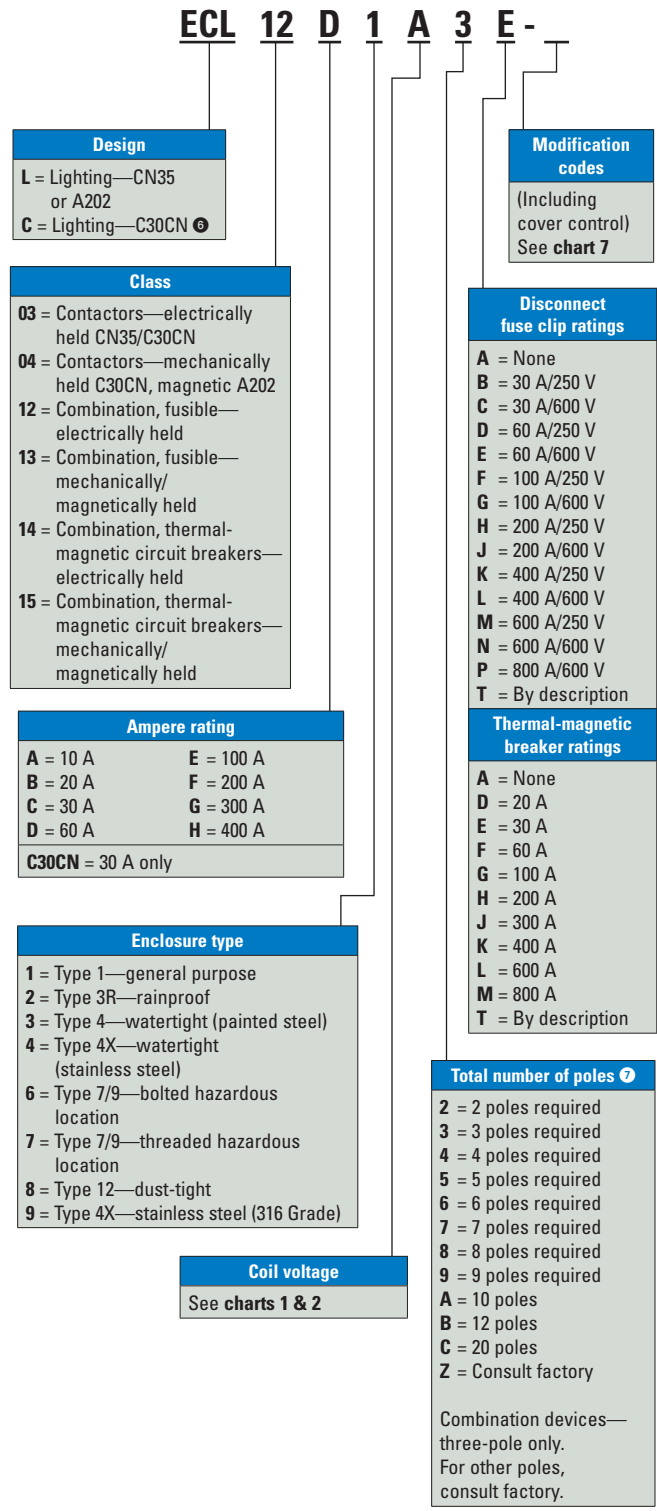 ECL 12 D 1 A 3 E - _
Design
L = Lighting—CN35
or A202
C = Lighting—C30CN ❻
Class
03 = Contactors—electrically
held CN35/C30CN
04 = Contactors—mechanically
held C30CN, magnetic A202
12 = Combination, fusible—
electrically held
13 = Combination, fusible—
mechanically/
magnetically held
14 = Combination, thermal-
magnetic circuit breakers—
electrically held
15 = Combination, thermal-
magnetic circuit breakers—
mechanically/
magnetically held
Ampere rating
A = 10 A
B = 20 A
C = 30 A
D = 60 A
E = 100 A
F = 200 A
G = 300 A
H = 400 A
C30CN = 30 A only
Enclosure type
1 = Type 1—general purpose
2 = Type 3R—rainproof
3 = Type 4—watertight (painted steel)
4 = Type 4X—watertight
(stainless steel)
6 = Type 7/9—bolted hazardous
location
7 = Type 7/9—threaded hazardous
location
8 = Type 12—dust-tight
9 = Type 4X—stainless steel (316 Grade)
Coil voltage
See charts 1 & 2
Modification
codes
(Including
cover control)
See chart 7
Disconnect
fuse clip ratings
A = None
B = 30 A/250 V
C = 30 A/600 V
D = 60 A/250 V
E = 60 A/600 V
F = 100 A/250 V
G = 100 A/600 V
H = 200 A/250 V
J = 200 A/600 V
K = 400 A/250 V
L = 400 A/600 V
M = 600 A/250 V
N = 600 A/600 V
P = 800 A/600 V
T = By description
Thermal-magnetic
breaker ratings
A = None
D = 20 A
E = 30 A
F = 60 A
G = 100 A
H = 200 A
J = 300 A
K = 400 A
L = 600 A
M = 800 A
T = By description
Total number of poles ❼
2 = 2 poles required
3 = 3 poles required
4 = 4 poles required
5 = 5 poles required
6 = 6 poles required
7 = 7 poles required
8 = 8 poles required
9 = 9 poles required
A = 10 poles
B = 12 poles
C = 20 poles
Z = Consult factory
Combination devices—
three-pole only.
For other poles,
consult factory.